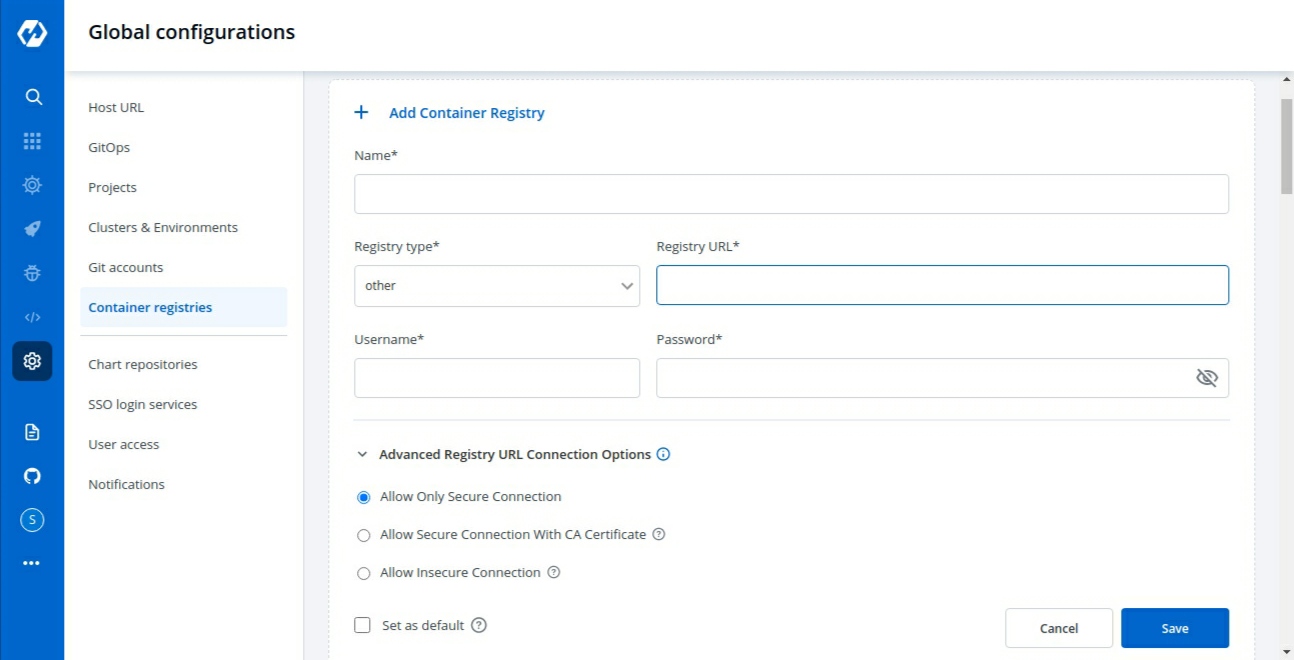 Global configurations
Host URL
GitOps
Projects
Clusters & Environments
Git accounts
Container registries
Chart repositories
SSO login services
User access
Notifications
S
Add Container Registry
Name*
Registry type* Registry URL*
other
Username* Password*
Advanced Registry URL Connection Options
Allow Only Secure Connection
Allow Secure Connection With CA Certificate
Allow Insecure Connection
Set as default
Cancel Save